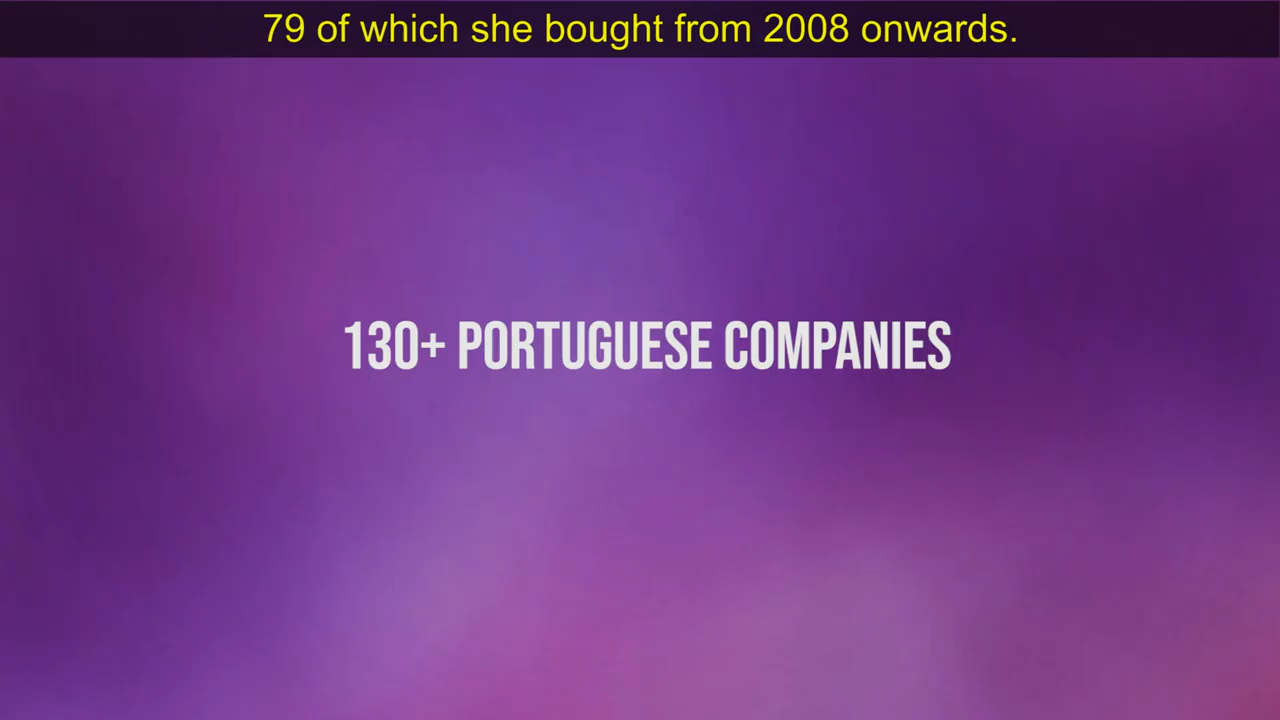 79 of which she bought from 2008 onwards.
130+ PORTUGUESE COMPANIES